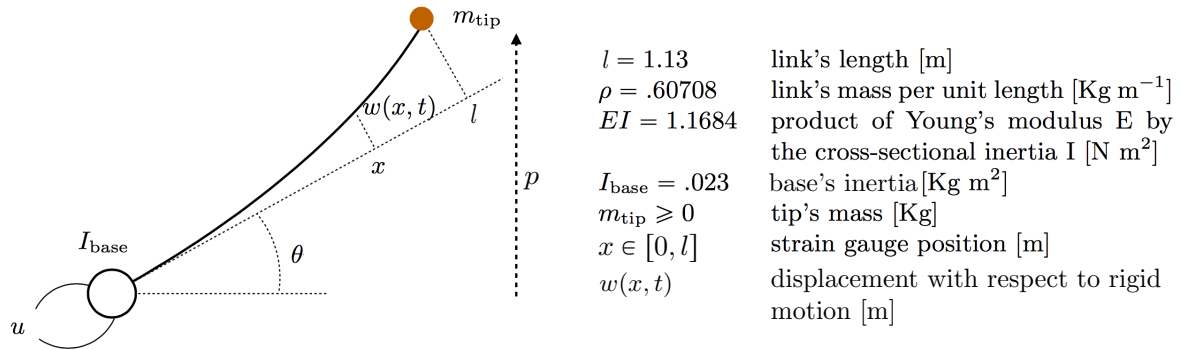 m_tip
w(x, t)
l
x
p
I_base
θ
u
l = 1.13 link's length [m]
ρ = .60708 link's mass per unit length [Kg m⁻¹]
EI = 1.1684 product of Young's modulus E by
the cross-sectional inertia I [N m²]
I_base = .023 base's inertia[Kg m²]
m_tip ⩾ 0 tip's mass [Kg]
x ∈ [0, l] strain gauge position [m]
w(x, t) displacement with respect to rigid
motion [m]